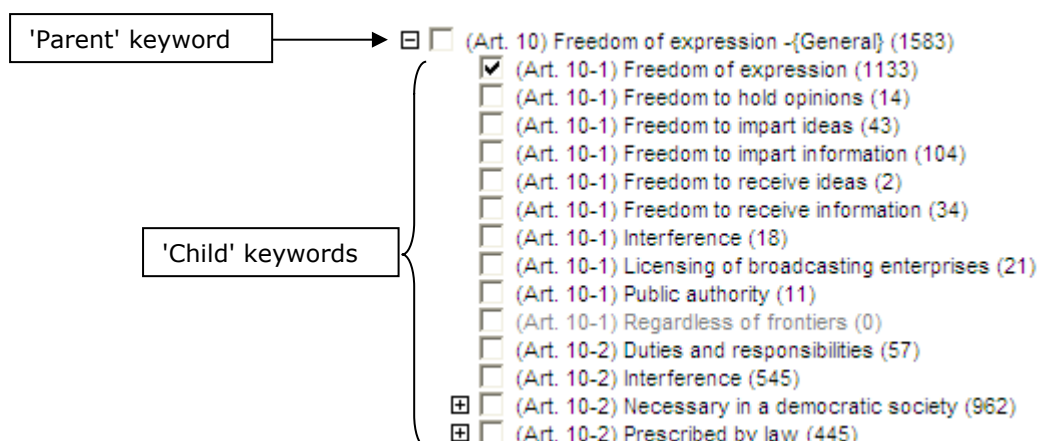 'Parent' keyword
(Art. 10) Freedom of expression -{General} (1583)
(Art. 10-1) Freedom of expression (1133)
(Art. 10-1) Freedom to hold opinions (14)
(Art. 10-1) Freedom to impart ideas (43)
(Art. 10-1) Freedom to impart information (104)
(Art. 10-1) Freedom to receive ideas (2)
(Art. 10-1) Freedom to receive information (34)
'Child' keywords
(Art. 10-1) Interference (18)
(Art. 10-1) Licensing of broadcasting enterprises (21)
(Art. 10-1) Public authority (11)
(Art. 10-1) Regardless of frontiers (0)
(Art. 10-2) Duties and responsibilities (57)
(Art. 10-2) Interference (545)
(Art. 10-2) Necessary in a democratic society (962)
(Art. 10-2) Prescribed by law (445)